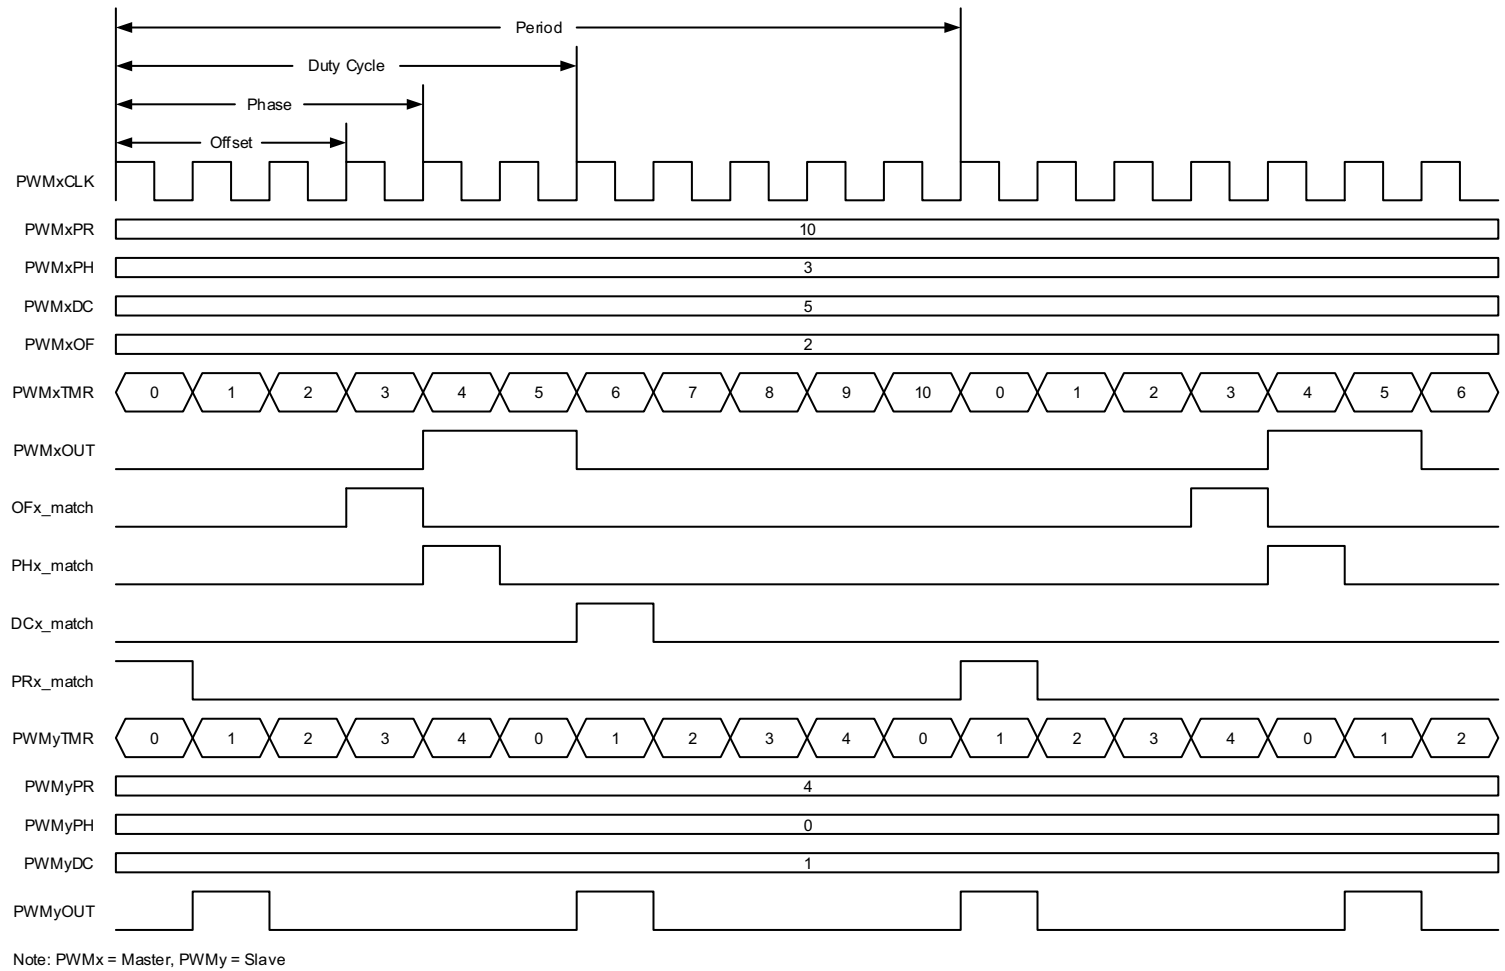 Period
Duty Cycle
Phase
Offset
PWMxCLK
PWMxPR 10
PWMxPH 3
PWMxDC 5
PWMxOF 2
PWMxTMR 0 1 2 3 4 5 6 7 8 9 10 0 1 2 3 4 5 6
PWMxOUT
OFx_match
PHx_match
DCx_match
PRx_match
PWMyTMR 0 1 2 3 4 0 1 2 3 4 0 1 2 3 4 0 1 2
PWMyPR 4
PWMyPH 0
PWMyDC 1
PWMyOUT
Note: PWMx = Master, PWMy = Slave